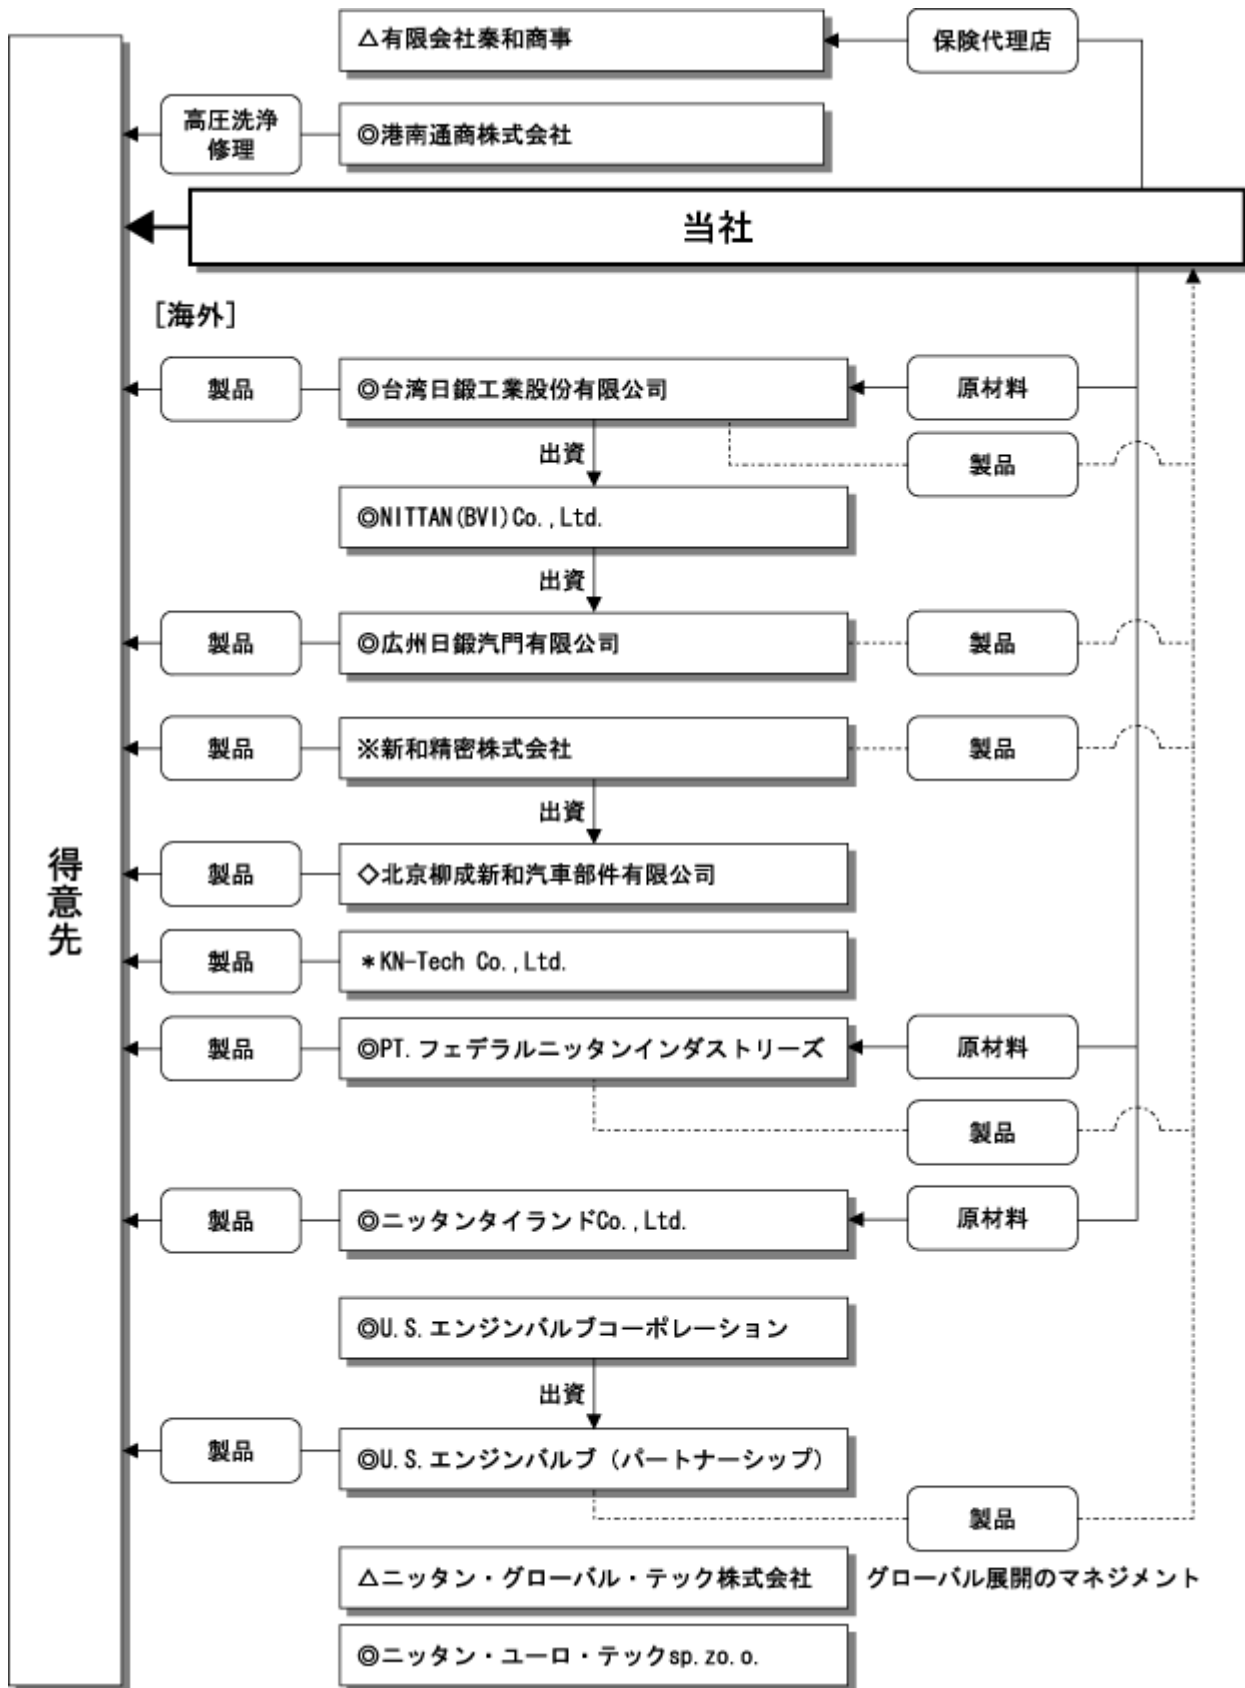 △有限会社秦和商事
保険代理店
高圧洗浄
修理
◎港南通商株式会社
当社
[海外]
製品
◎台湾日鍛工業股份有限公司
原材料
出資
製品
◎NITTAN(BVI)Co.,Ltd.
出資
製品
◎広州日鍛汽門有限公司
製品
製品
※新和精密株式会社
製品
出資
得意先
製品
◇北京柳成新和汽車部件有限公司
製品
*KN-Tech Co.,Ltd.
製品
◎PT.フェデラルニッタンインダストリーズ
原材料
製品
製品
◎ニッタンタイランドCo.,Ltd.
原材料
◎U.S.エンジンバルブコーポレーション
出資
製品
◎U.S.エンジンバルブ（パートナーシップ）
製品
△ニッタン・グローバル・テック株式会社
グローバル展開のマネジメント
◎ニッタン・ユーロ・テックsp.zo.o.